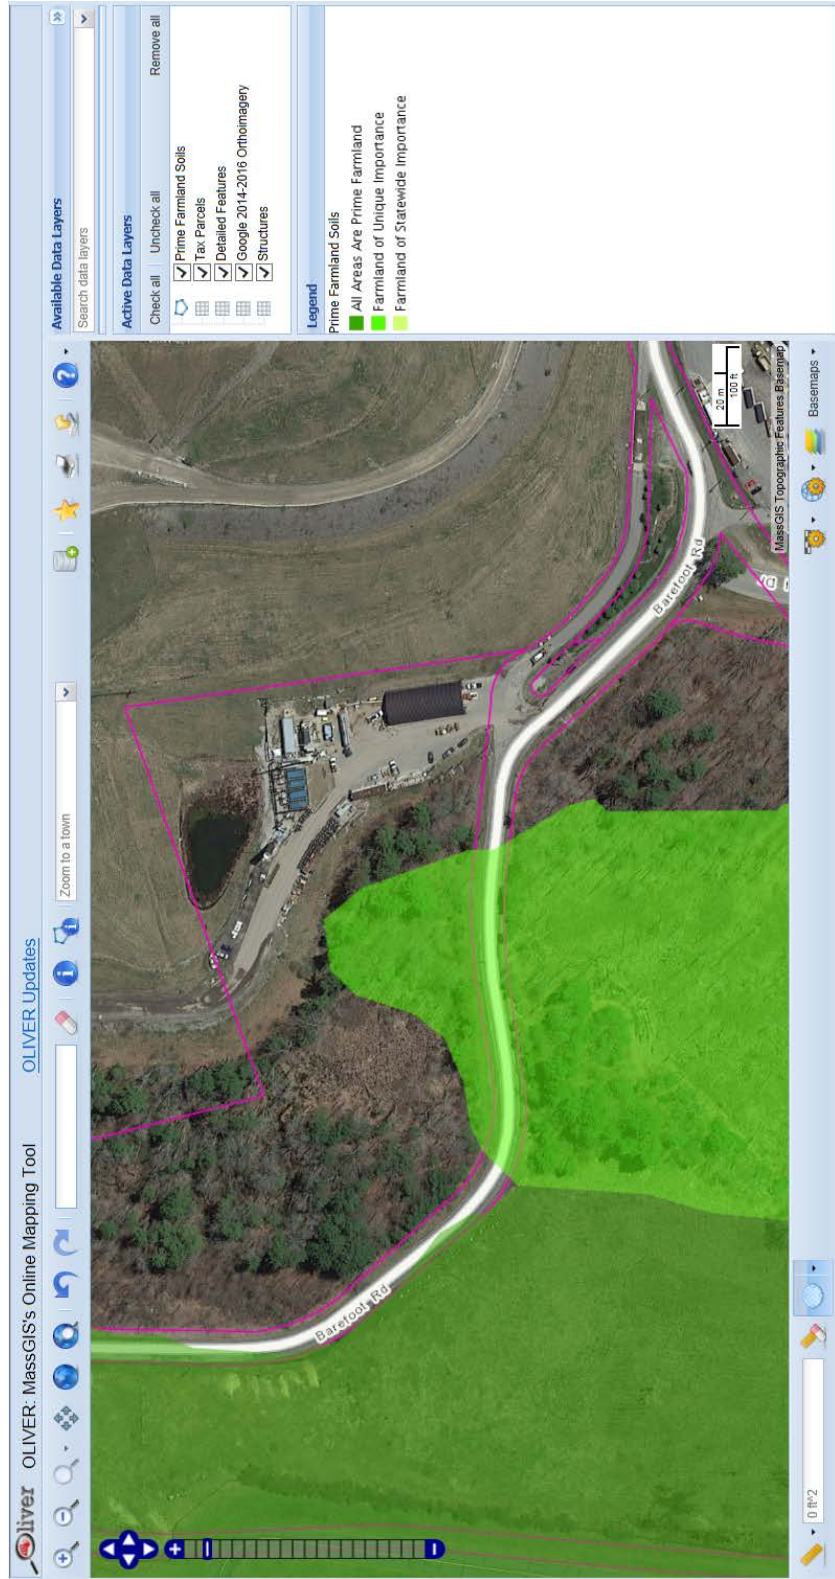 Oliver OLIVER: MassGIS's Online Mapping Tool OLIVER Updates
Zoom to a town
Available Data Layers
Search data layers
Active Data Layers
Check all Uncheck all Remove all
Prime Farmland Soils
Tax Parcels
Detailed Features
Google 2014-2016 Orthoimagery
Structures
Legend
Prime Farmland Soils
All Areas Are Prime Farmland
Farmland of Unique Importance
Farmland of Statewide Importance
Barefoot Rd
Barefoot Rd
20 m
100 ft
MassGIS Topographic Features Basemap
0 ft^2
Basemaps